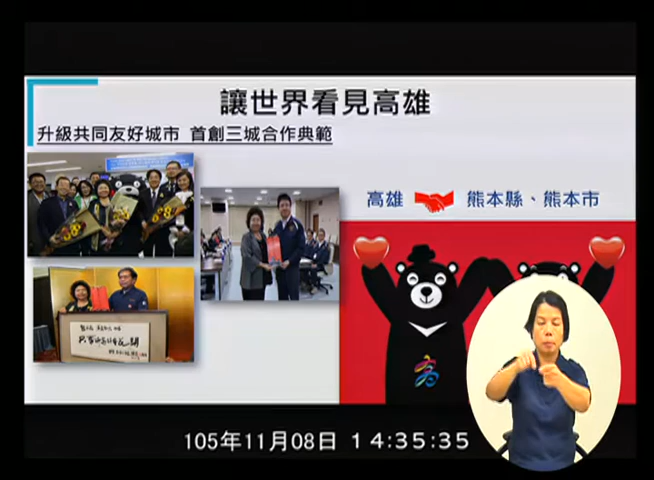 讓世界看見高雄
升級共同友好城市 首創三城合作典範
高雄 熊本縣、熊本市
105年11月08日 14:35:35